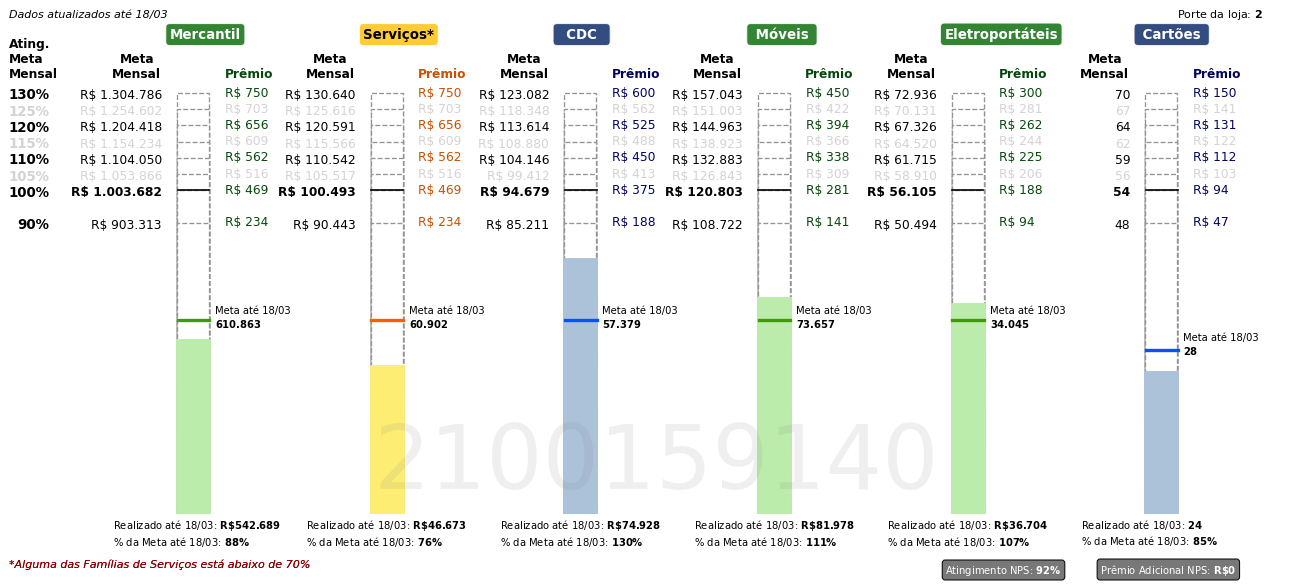 Dados atualizados até 18/03
Porte da loja: 2
Mercantil Serviços* CDC Móveis Eletroportáteis Cartões
Ating. Meta Mensal
Meta Mensal Prêmio Meta Mensal Prêmio Meta Mensal Prêmio Meta Mensal Prêmio Meta Mensal Prêmio Meta Mensal Prêmio
130% R$ 1.304.786 R$ 750 R$ 130.640 R$ 750 R$ 123.082 R$ 600 R$ 157.043 R$ 450 R$ 72.936 R$ 300 70 R$ 150
125% R$ 1.254.602 R$ 703 R$ 125.616 R$ 703 R$ 118.348 R$ 562 R$ 151.003 R$ 422 R$ 70.131 R$ 281 67 R$ 141
120% R$ 1.204.418 R$ 656 R$ 120.591 R$ 656 R$ 113.614 R$ 525 R$ 144.963 R$ 394 R$ 67.326 R$ 262 64 R$ 131
115% R$ 1.154.234 R$ 609 R$ 115.566 R$ 609 R$ 108.880 R$ 488 R$ 138.923 R$ 366 R$ 64.520 R$ 244 62 R$ 122
110% R$ 1.104.050 R$ 562 R$ 110.542 R$ 562 R$ 104.146 R$ 450 R$ 132.883 R$ 338 R$ 61.715 R$ 225 59 R$ 112
105% R$ 1.053.866 R$ 516 R$ 105.517 R$ 516 R$ 99.412 R$ 413 R$ 126.843 R$ 309 R$ 58.910 R$ 206 56 R$ 103
100% R$ 1.003.682 R$ 469 R$ 100.493 R$ 469 R$ 94.679 R$ 375 R$ 120.803 R$ 281 R$ 56.105 R$ 188 54 R$ 94
90% R$ 903.313 R$ 234 R$ 90.443 R$ 234 R$ 85.211 R$ 188 R$ 108.722 R$ 141 R$ 50.494 R$ 94 48 R$ 47
Meta até 18/03 Meta até 18/03 Meta até 18/03 Meta até 18/03 Meta até 18/03
610.863 60.902 57.379 73.657 34.045
Meta até 18/03
28
2100159140
Realizado até 18/03: R$542.689 Realizado até 18/03: R$46.673 Realizado até 18/03: R$74.928 Realizado até 18/03: R$81.978 Realizado até 18/03: R$36.704 Realizado até 18/03: 24
% da Meta até 18/03: 88% % da Meta até 18/03: 76% % da Meta até 18/03: 130% % da Meta até 18/03: 111% % da Meta até 18/03: 107% % da Meta até 18/03: 85%
*Alguma das Famílias de Serviços está abaixo de 70%
Atingimento NPS: 92% Prêmio Adicional NPS: R$0